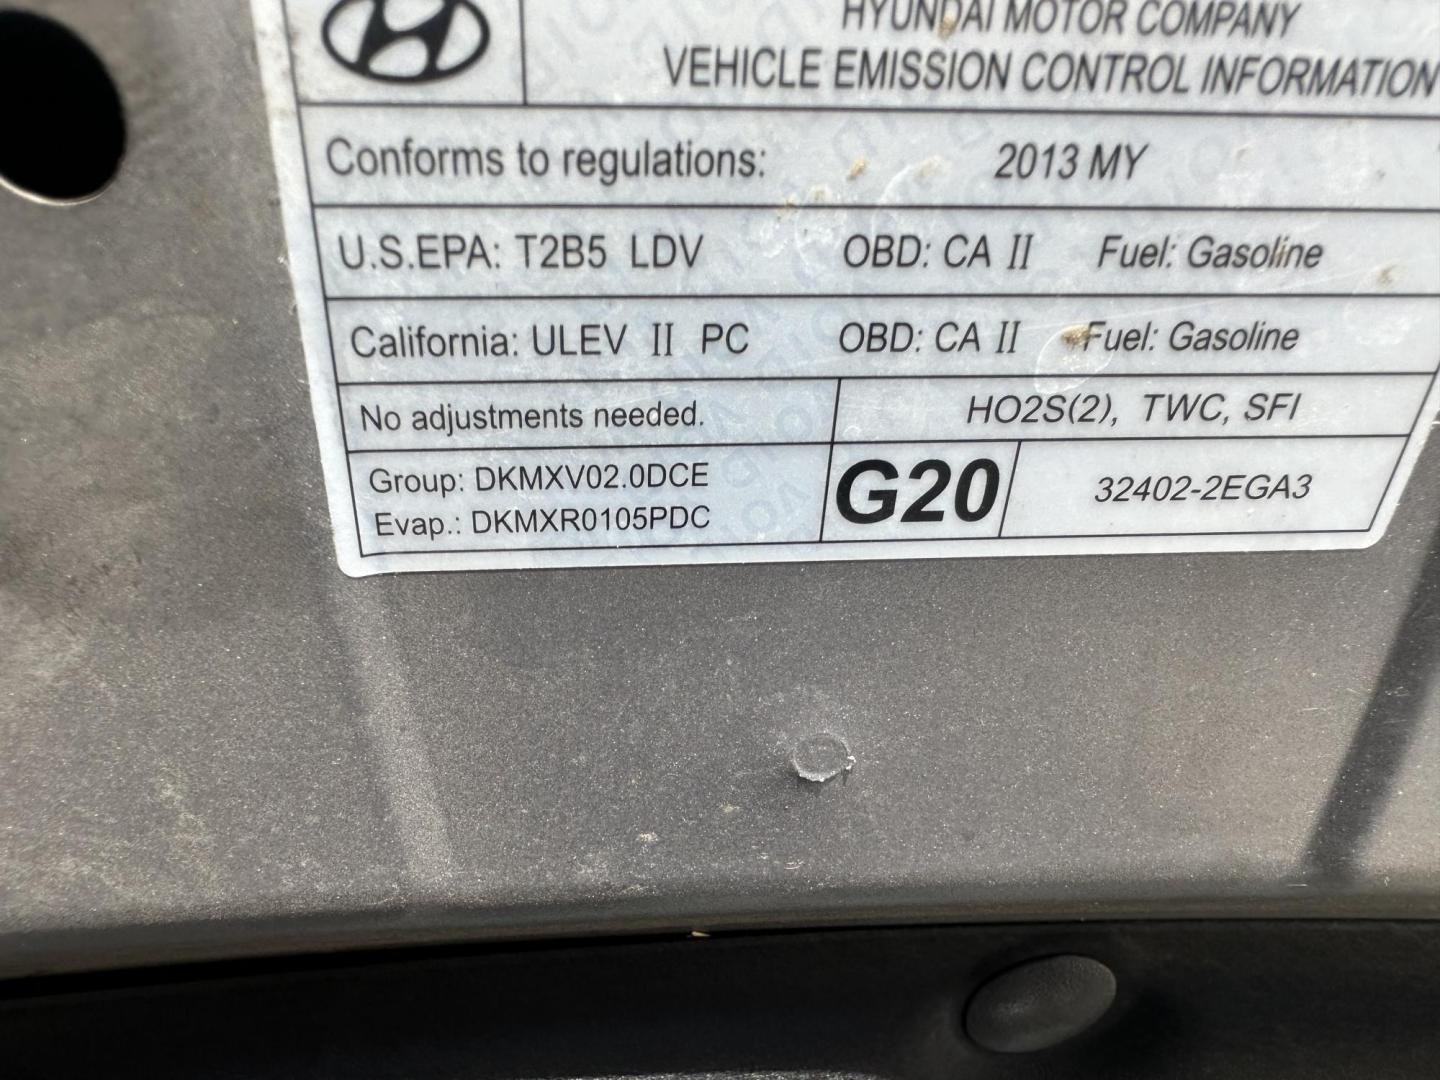 HYUNDAI MOTOR COMPANY
VEHICLE EMISSION CONTROL INFORMATION
Conforms to regulations: 2013 MY
U.S.EPA: T2B5 LDV OBD: CA II Fuel: Gasoline
California: ULEV II PC OBD: CA II Fuel: Gasoline
No adjustments needed. HO2S(2), TWC, SFI
Group: DKMXV02.0DCE
Evap.: DKMXR0105PDC
G20
32402-2EGA3